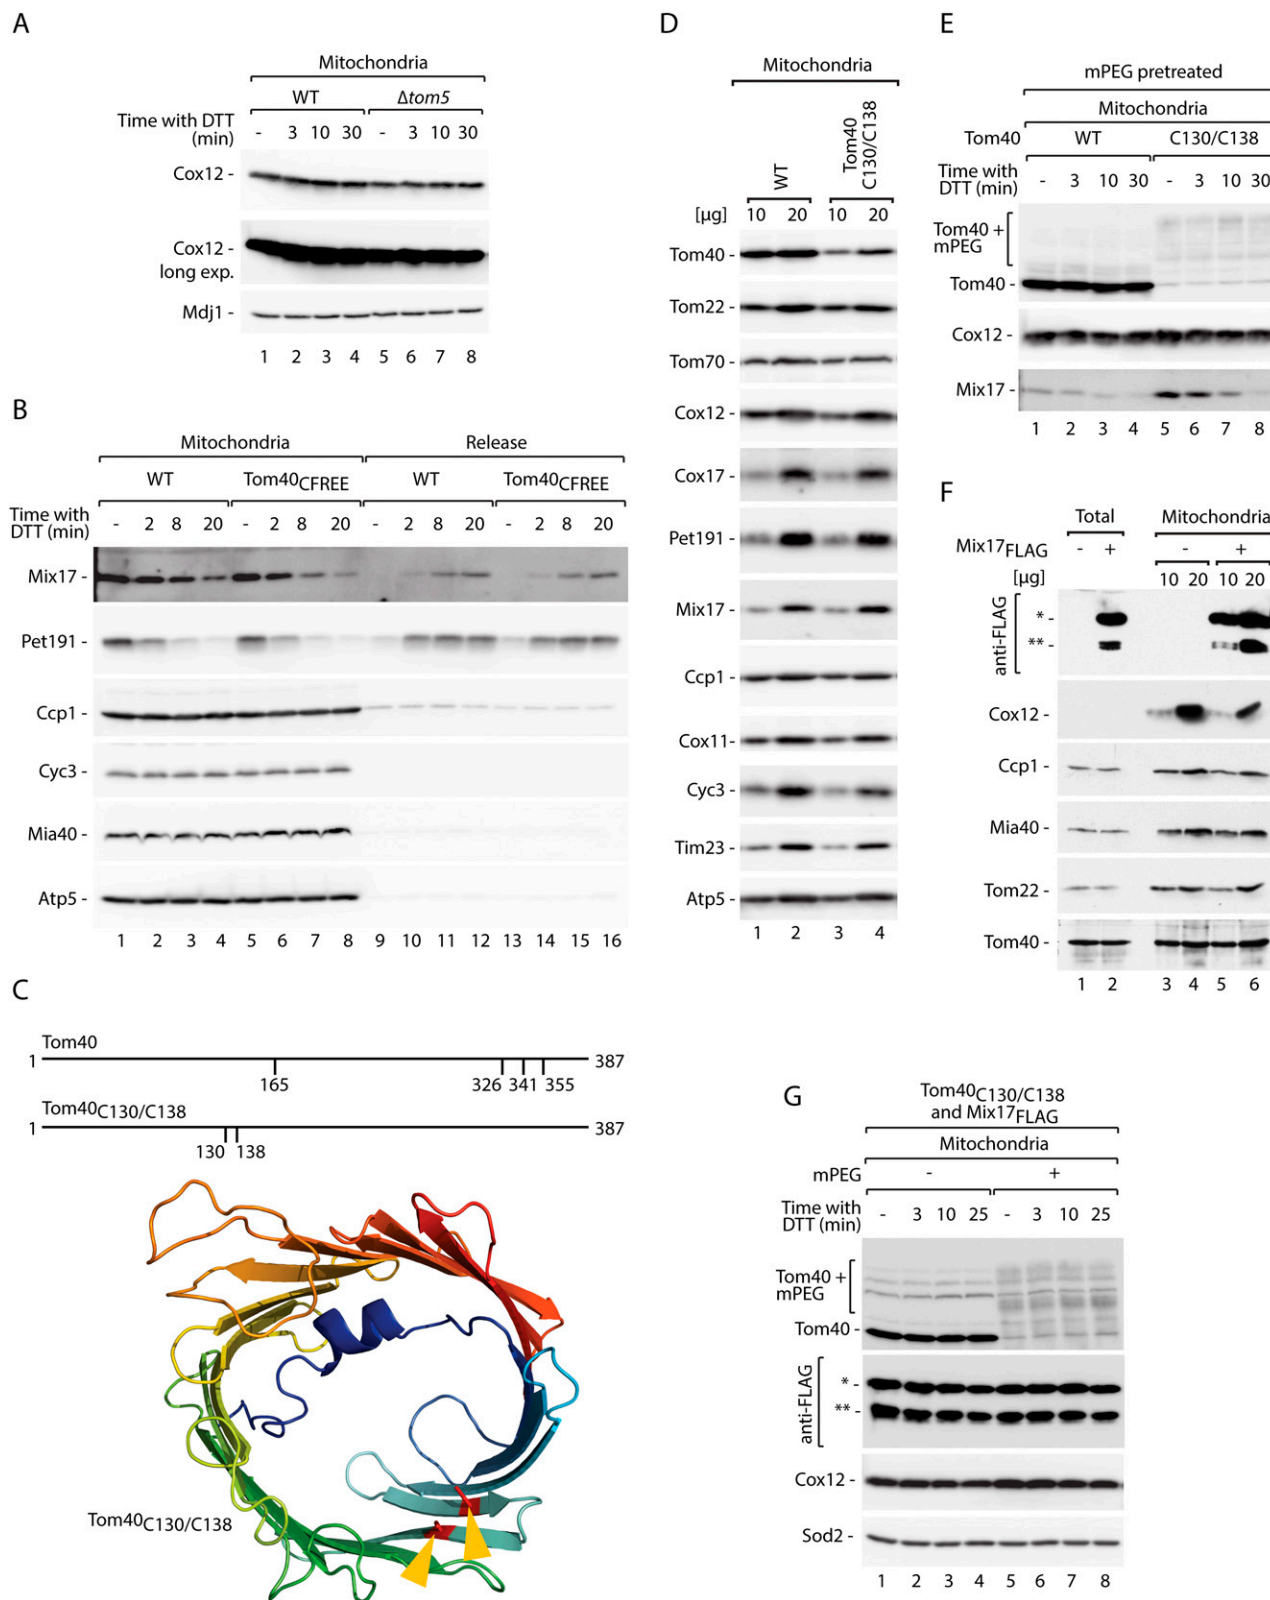 A
Mitochondria
WT Δtom5
Time with DTT (min) - 3 10 30 - 3 10 30
Cox12 -
Cox12 - long exp.
Mdj1 -
1 2 3 4 5 6 7 8
B
Mitochondria Release
WT Tom40CFREE WT Tom40CFREE
Time with DTT (min) - 2 8 20 - 2 8 20 - 2 8 20 - 2 8 20
Mix17 -
Pet191 -
Ccp1 -
Cyc3 -
Mia40 -
Atp5 -
1 2 3 4 5 6 7 8 9 10 11 12 13 14 15 16
C
Tom40
1 387
165 326 341 355
Tom40C130/C138
1 387
130 138
Tom40C130/C138
D
Mitochondria
WT Tom40 C130/C138
[µg] 10 20 10 20
Tom40 -
Tom22 -
Tom70 -
Cox12 -
Cox17 -
Pet191 -
Mix17 -
Ccp1 -
Cox11 -
Cyc3 -
Tim23 -
Atp5 -
1 2 3 4
E
mPEG pretreated
Mitochondria
Tom40 WT C130/C138
Time with DTT (min) - 3 10 30 - 3 10 30
Tom40 + mPEG
Tom40 -
Cox12 -
Mix17 -
1 2 3 4 5 6 7 8
F
Total Mitochondria
Mix17FLAG - + - +
[µg] 10 20 10 20
anti-FLAG
* -
** -
Cox12 -
Ccp1 -
Mia40 -
Tom22 -
Tom40 -
1 2 3 4 5 6
G
Tom40C130/C138
and Mix17FLAG
Mitochondria
mPEG - +
Time with DTT (min) - 3 10 25 - 3 10 25
Tom40 + mPEG
Tom40 -
anti-FLAG
* -
** -
Cox12 -
Sod2 -
1 2 3 4 5 6 7 8